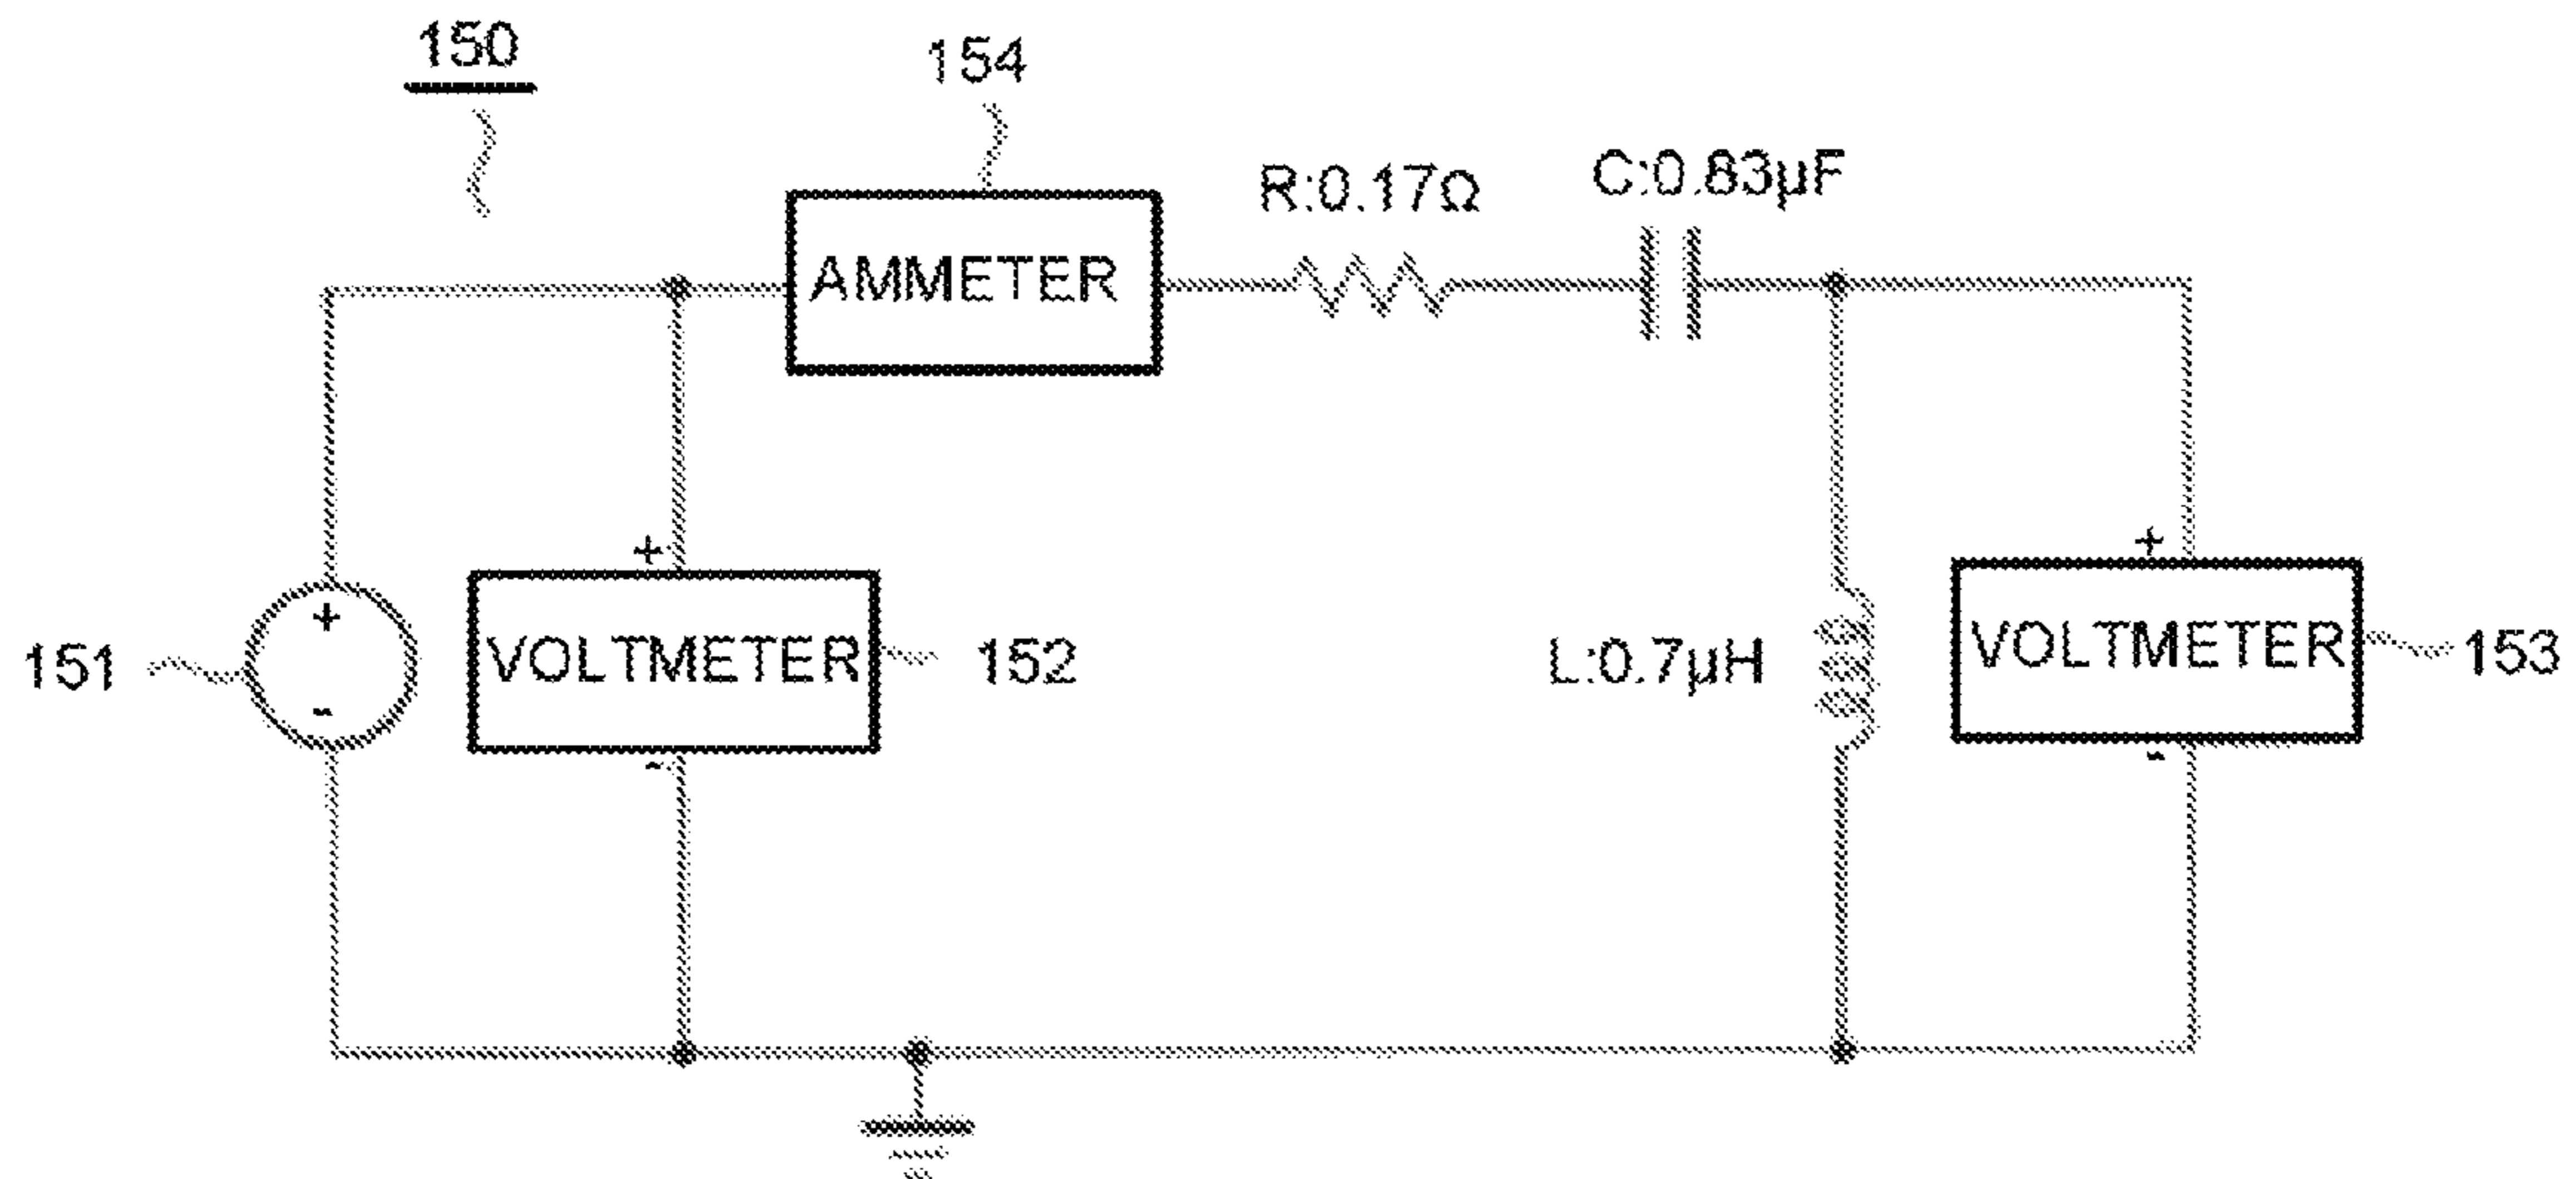 150
154
R:0.17Ω
C:0.83μF
AMMETER
+
+
+
151
VOLTMETER
152
L:0.7μH
VOLTMETER
153
-
-
-